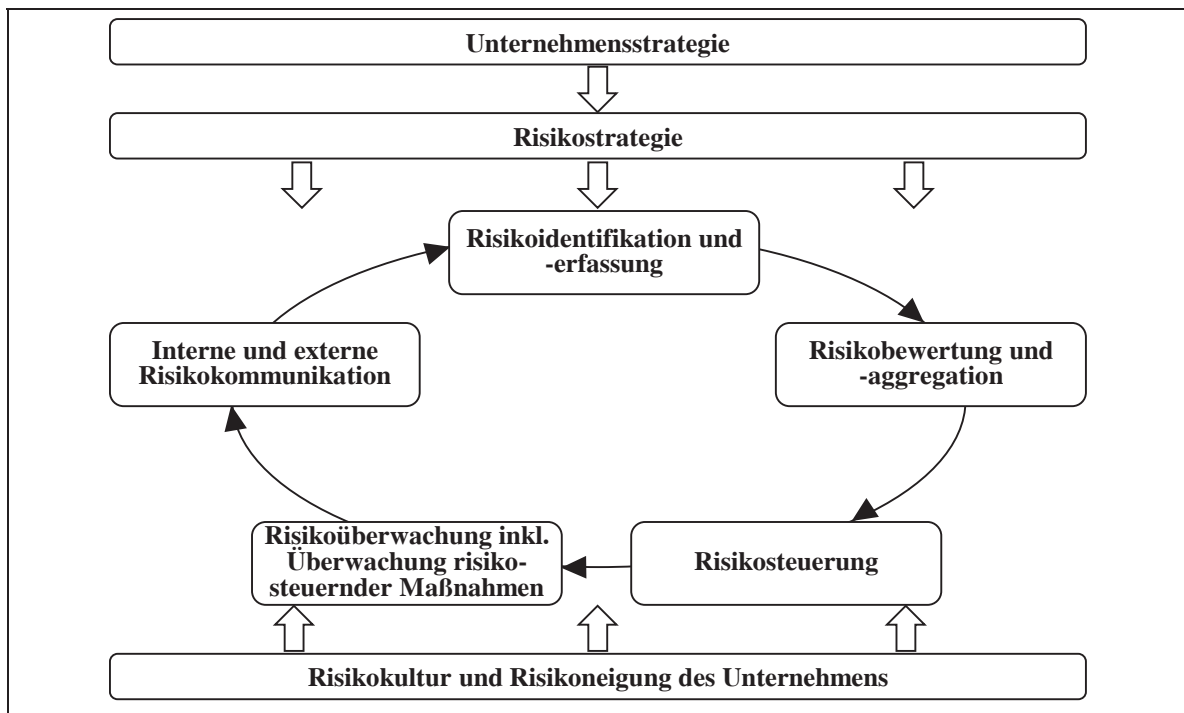 Unternehmensstrategie
Risikostrategie
Risikoidentifikation und
-erfassung
Interne und externe
Risikokommunikation
Risikobewertung und
-aggregation
Risikoüberwachung inkl.
Überwachung risiko-
steuernder Maßnahmen
Risikosteuerung
Risikokultur und Risikoneigung des Unternehmens